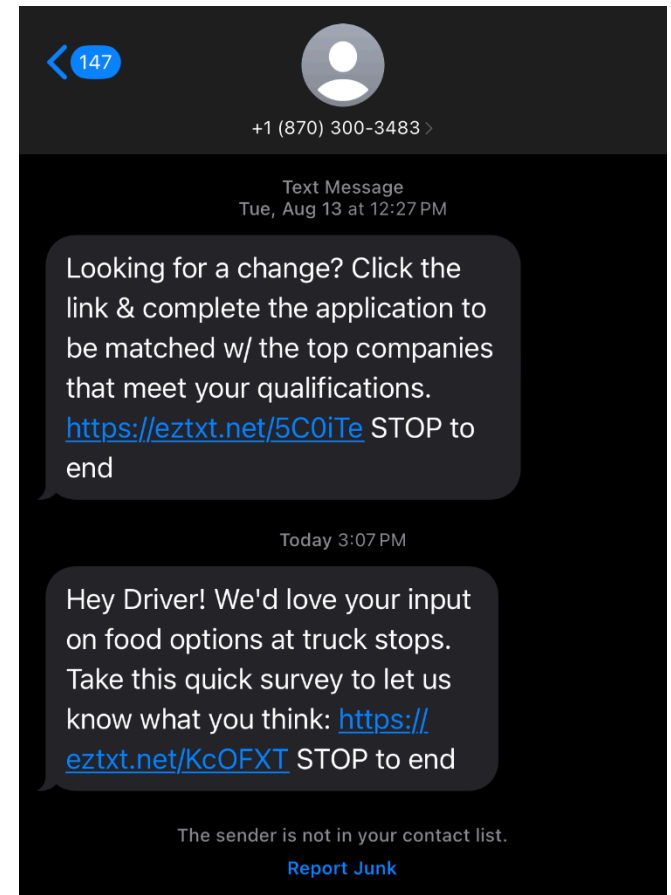 147
+1 (870) 300-3483 >
Text Message
Tue, Aug 13 at 12:27 PM
Looking for a change? Click the
link & complete the application to
be matched w/ the top companies
that meet your qualifications.
https://eztxt.net/5C0iTe STOP to
end
Today 3:07 PM
Hey Driver! We'd love your input
on food options at truck stops.
Take this quick survey to let us
know what you think: https://
eztxt.net/KcOFXT STOP to end
The sender is not in your contact list.
Report Junk